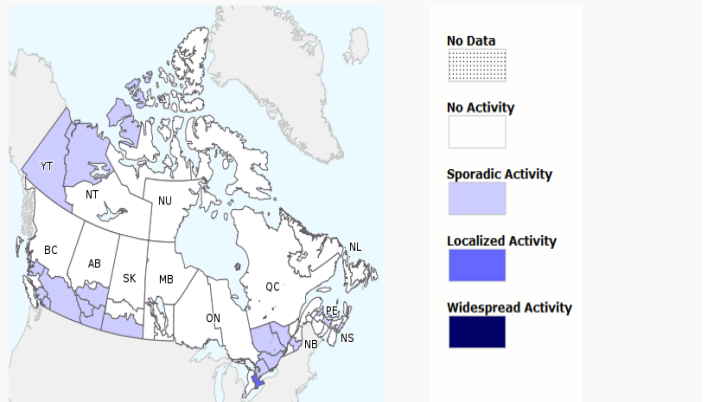 YT
NT
NU
BC
AB
SK
MB
ON
QC
NL
PE
NB
NS
No Data
No Activity
Sporadic Activity
Localized Activity
Widespread Activity